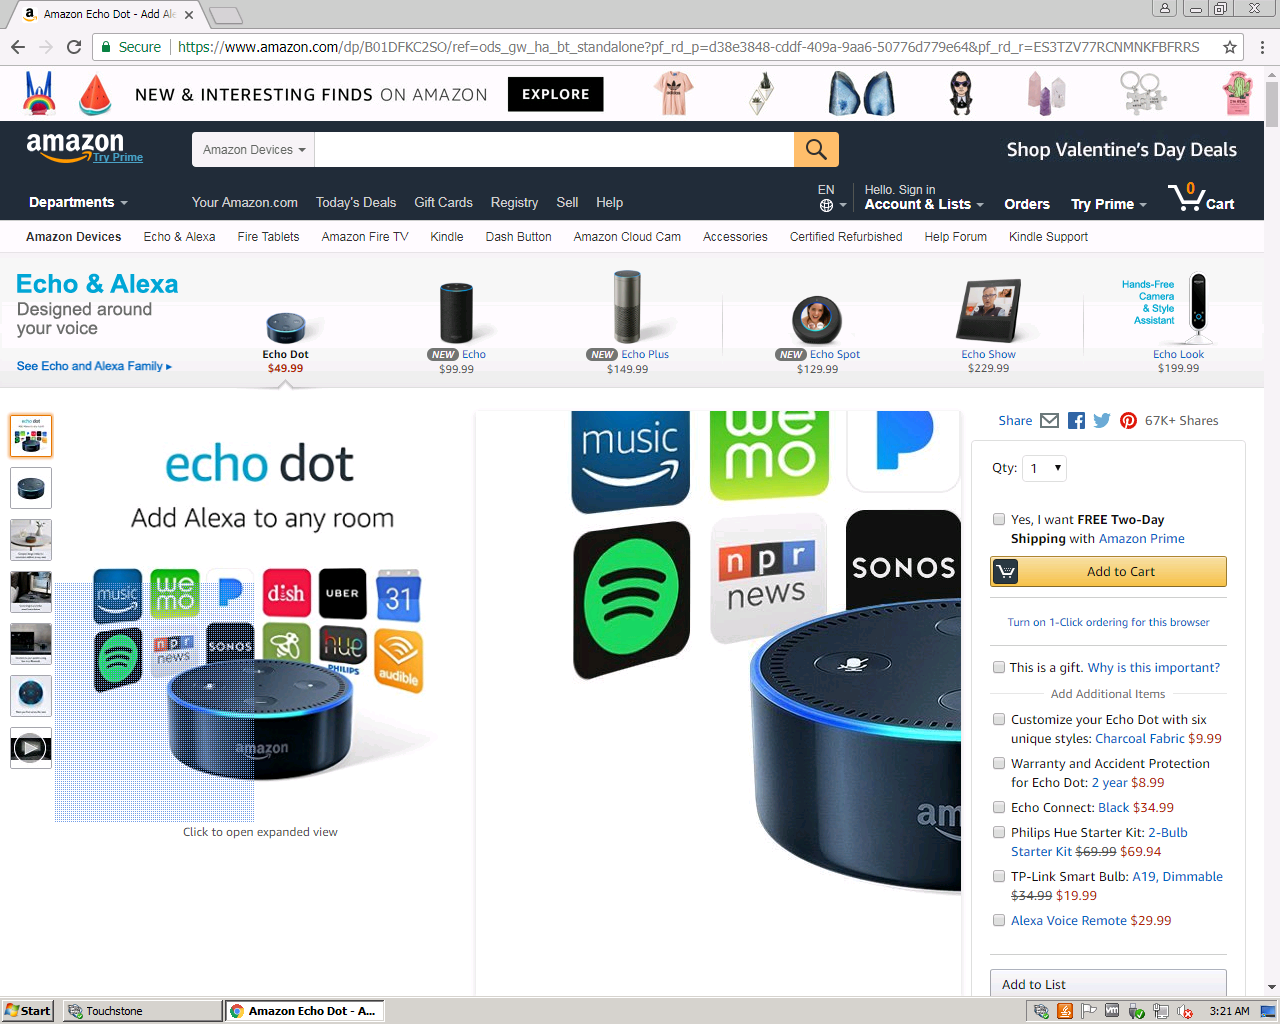 Amazon Echo Dot - Add Al
Secure
https://www.amazon.com/dp/B01DFKC2SO/ref=ods_gw_ha_bt_standalone?pf_rd_p=d38e3848-cddf-409a-9aa6-50776d779e64&pf_rd_r=ES3TZV77RCNMNKFBFRRS
NEW & INTERESTING FINDS ON AMAZON EXPLORE
amazon
Try Prime
Amazon Devices
Shop Valentine's Day Deals
Departments
Your Amazon.com Today's Deals Gift Cards Registry Sell Help
EN
Hello. Sign in
Account & Lists
Orders
Try Prime
0
Cart
Amazon Devices Echo & Alexa Fire Tablets Amazon Fire TV Kindle Dash Button Amazon Cloud Cam Accessories Certified Refurbished Help Forum Kindle Support
Echo & Alexa
Designed around
your voice
See Echo and Alexa Family ▸
Echo Dot
$49.99
NEW Echo
$99.99
NEW Echo Plus
$149.99
NEW Echo Spot
$129.99
Echo Show
$229.99
Hands-Free
Camera
& Style
Assistant
Echo Look
$199.99
echo dot
Add Alexa to any room
music
we
mo
dish
UBER
31
npr
news
SONOS
hue
PHILIPS
audible
amazon
Click to open expanded view
music
we
mo
npr
news
SONOS
am
Share
67K+ Shares
Qty: 1
Yes, I want FREE Two-Day
Shipping with Amazon Prime
Add to Cart
Turn on 1-Click ordering for this browser
This is a gift. Why is this important?
Add Additional Items
Customize your Echo Dot with six
unique styles: Charcoal Fabric $9.99
Warranty and Accident Protection
for Echo Dot: 2 year $8.99
Echo Connect: Black $34.99
Philips Hue Starter Kit: 2-Bulb
Starter Kit $69.99 $69.94
TP-Link Smart Bulb: A19, Dimmable
$34.99 $19.99
Alexa Voice Remote $29.99
Add to List
Start
Touchstone
Amazon Echo Dot - A...
3:21 AM